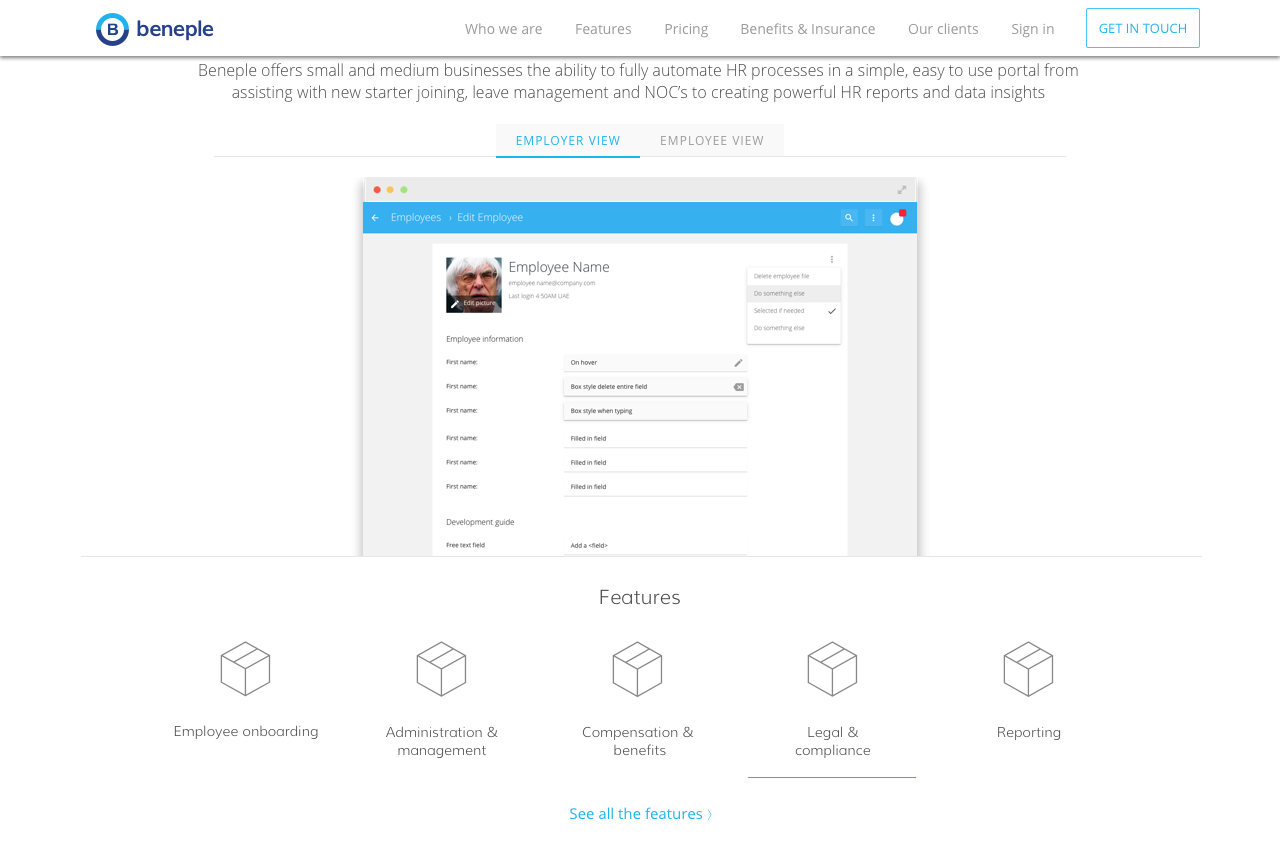 B beneple
Who we are
Features
Pricing
Benefits & Insurance
Our clients
Sign in
GET IN TOUCH
Beneple offers small and medium businesses the ability to fully automate HR processes in a simple, easy to use portal from
assisting with new starter joining, leave management and NOC’s to creating powerful HR reports and data insights
EMPLOYER VIEW
EMPLOYEE VIEW
Employees › Edit Employee
Employee Name
employee name@company.com
Last login 4:50AM UAE
Edit picture
Delete employee file
Do something else
Selected if needed
Do something else
Employee information
First name: On hover
First name: Box style delete entire field
First name: Box style when typing
First name: Filled in field
First name: Filled in field
First name: Filled in field
Development guide
Free text field Add a <field>
Features
Employee onboarding
Administration &
management
Compensation &
benefits
Legal &
compliance
Reporting
See all the features 〉